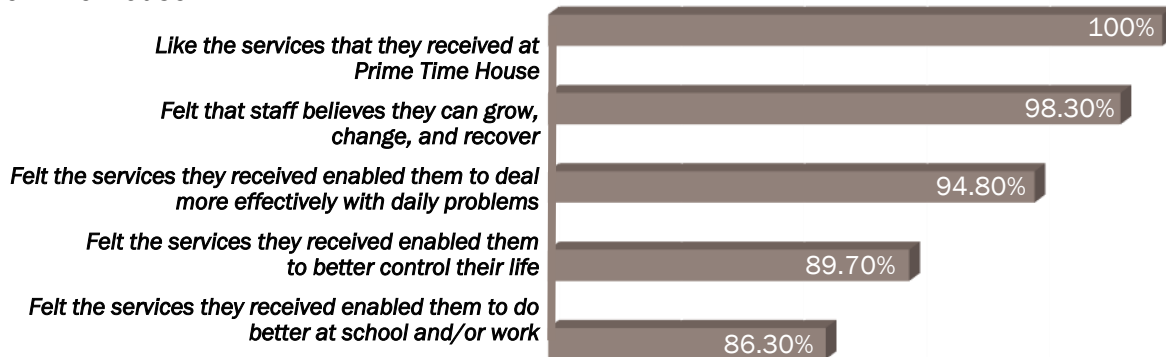 Like the services that they received at
Prime Time House
100%
Felt that staff believes they can grow,
change, and recover
98.30%
Felt the services they received enabled them to deal
more effectively with daily problems
94.80%
Felt the services they received enabled them
to better control their life
89.70%
Felt the services they received enabled them to do
better at school and/or work
86.30%